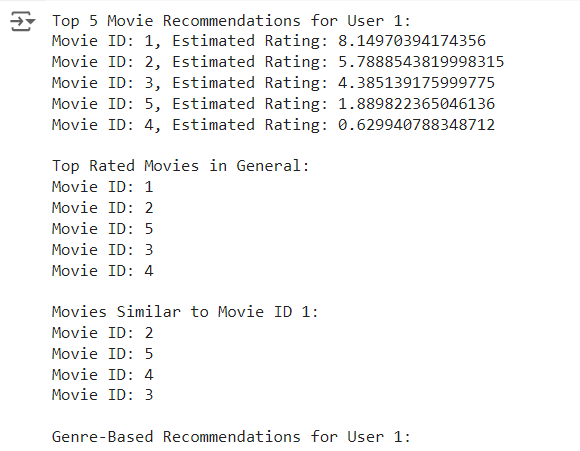 Top 5 Movie Recommendations for User 1:
Movie ID: 1, Estimated Rating: 8.14970394174356
Movie ID: 2, Estimated Rating: 5.7888543819998315
Movie ID: 3, Estimated Rating: 4.385139175999775
Movie ID: 5, Estimated Rating: 1.889822365046136
Movie ID: 4, Estimated Rating: 0.629940788348712
Top Rated Movies in General:
Movie ID: 1
Movie ID: 2
Movie ID: 5
Movie ID: 3
Movie ID: 4
Movies Similar to Movie ID 1:
Movie ID: 2
Movie ID: 5
Movie ID: 4
Movie ID: 3
Genre-Based Recommendations for User 1: